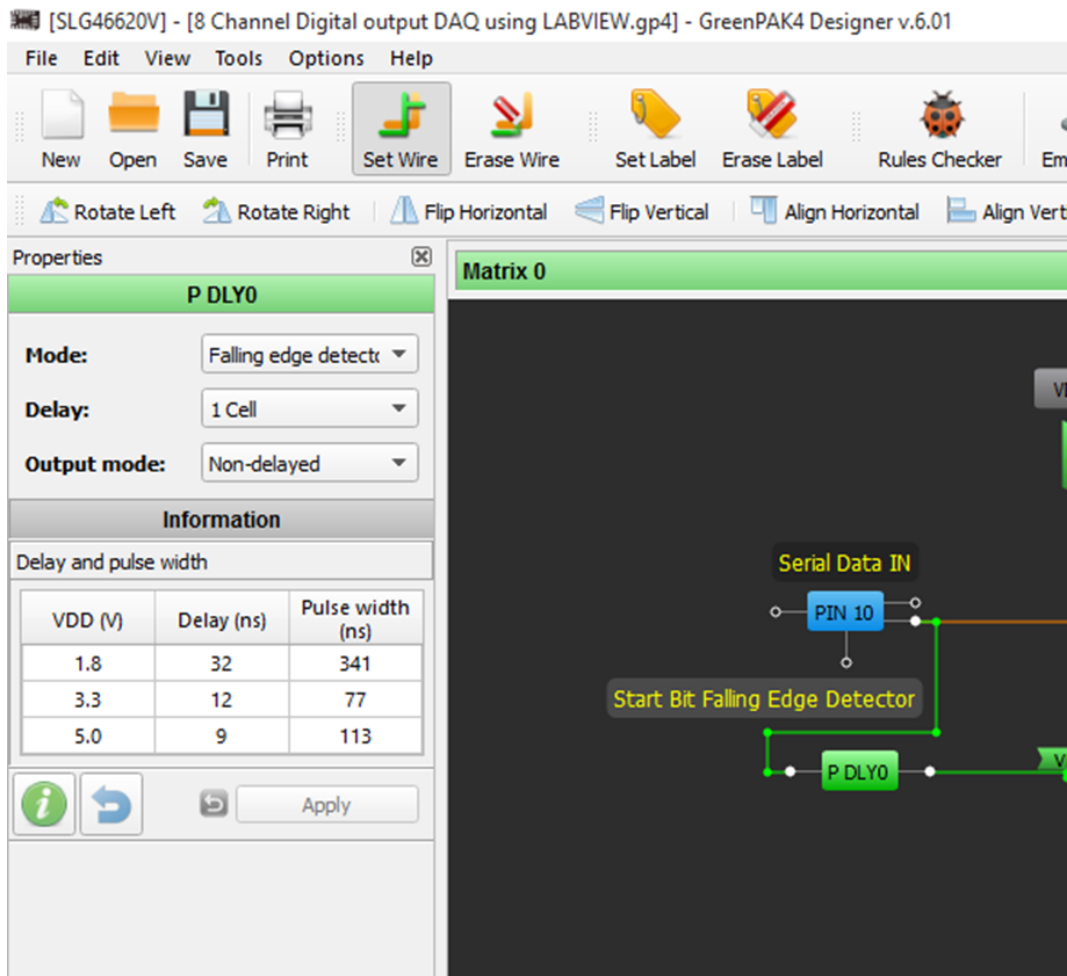 [SLG46620V] - [8 Channel Digital output DAQ using LABVIEW.gp4] - GreenPAK4 Designer v.6.01
File Edit View Tools Options Help
New Open Save Print Set Wire Erase Wire Set Label Erase Label Rules Checker Em
Rotate Left Rotate Right Flip Horizontal Flip Vertical Align Horizontal Align Verti
Properties
P DLY0
Mode: Falling edge detect
Delay: 1 Cell
Output mode: Non-delayed
Information
Delay and pulse width
VDD (V) Delay (ns) Pulse width
(ns)
1.8 32 341
3.3 12 77
5.0 9 113
Apply
Matrix 0
Serial Data IN
PIN 10
Start Bit Falling Edge Detector
P DLY0